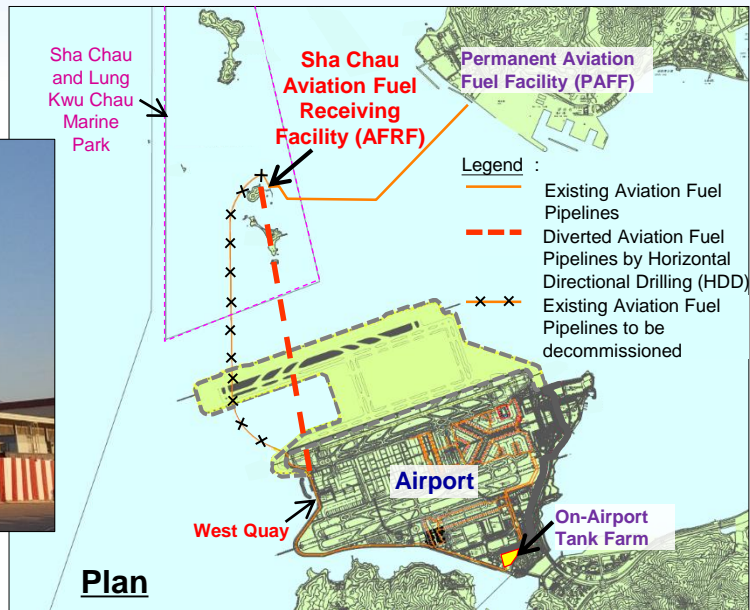 Sha Chau
and Lung
Kwu Chau
Marine
Park
Sha Chau
Aviation Fuel
Receiving
Facility (AFRF)
Permanent Aviation
Fuel Facility (PAFF)
Legend :
Existing Aviation Fuel
Pipelines
Diverted Aviation Fuel
Pipelines by Horizontal
Directional Drilling (HDD)
Existing Aviation Fuel
Pipelines to be
decommissioned
Airport
West Quay
On-Airport
Tank Farm
Plan